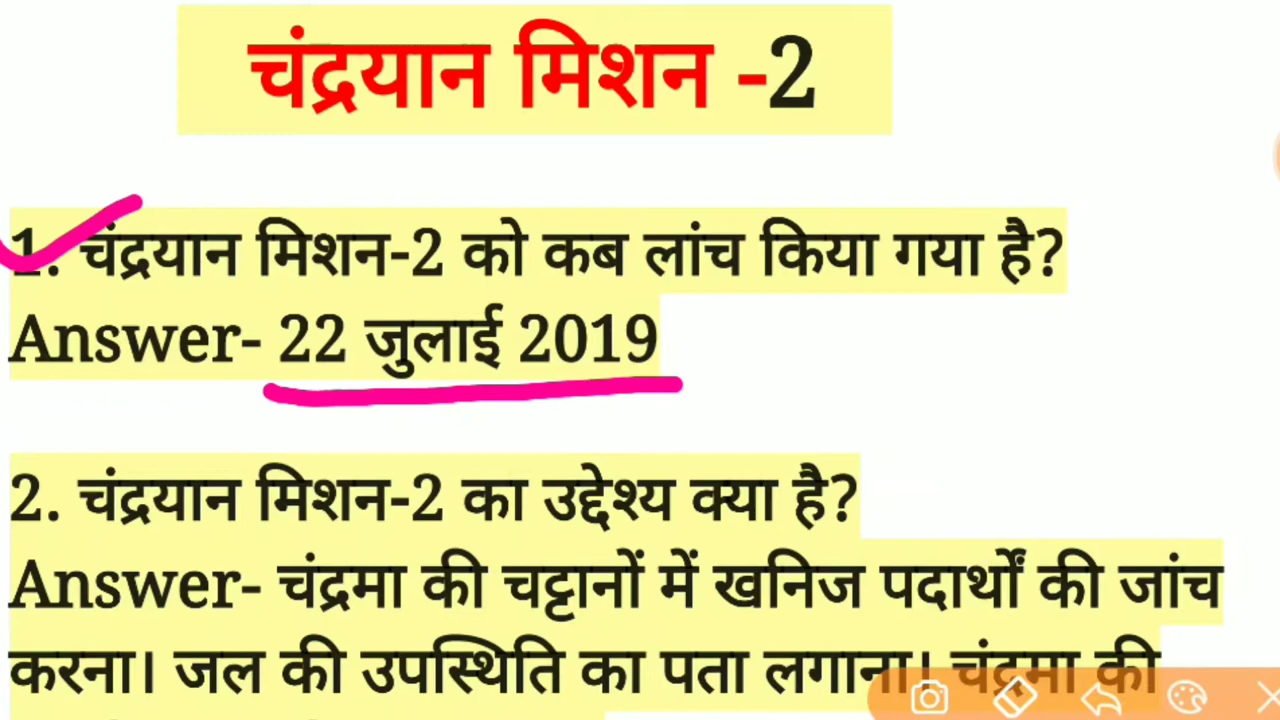 चंद्रयान मिशन -2
1. चंद्रयान मिशन-2 को कब लांच किया गया है?
Answer- 22 जुलाई 2019
2. चंद्रयान मिशन-2 का उद्देश्य क्या है?
Answer- चंद्रमा की चट्टानों में खनिज पदार्थों की जांच
करना। जल की उपस्थिति का पता लगाना। चंद्रमा की